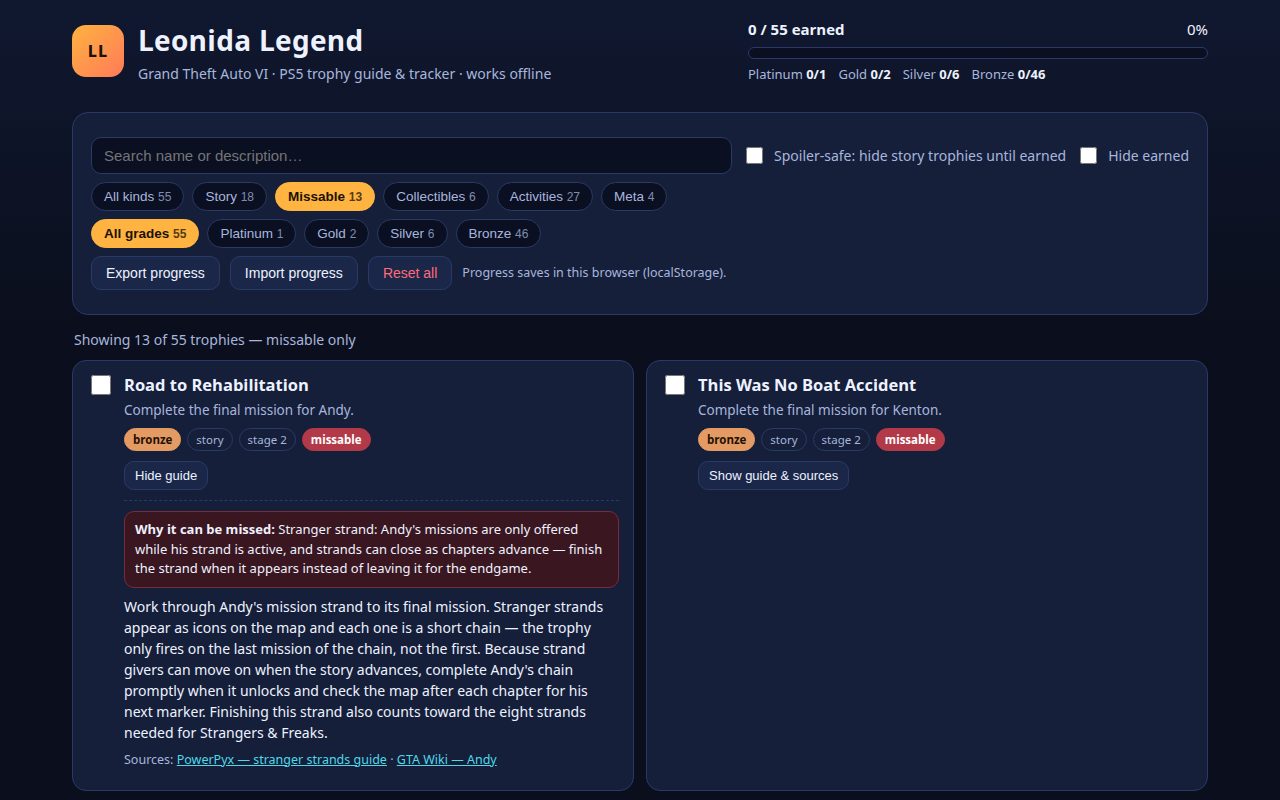 LL
Leonida Legend
Grand Theft Auto VI · PS5 trophy guide & tracker · works offline
0 / 55 earned 0%
Platinum 0/1 Gold 0/2 Silver 0/6 Bronze 0/46
Search name or description…
Spoiler-safe: hide story trophies until earned Hide earned
All kinds 55 Story 18 Missable 13 Collectibles 6 Activities 27 Meta 4
All grades 55 Platinum 1 Gold 2 Silver 6 Bronze 46
Export progress Import progress Reset all Progress saves in this browser (localStorage).
Showing 13 of 55 trophies — missable only
Road to Rehabilitation
Complete the final mission for Andy.
bronze story stage 2 missable
Hide guide
Why it can be missed: Stranger strand: Andy's missions are only offered
while his strand is active, and strands can close as chapters advance — finish
the strand when it appears instead of leaving it for the endgame.
Work through Andy's mission strand to its final mission. Stranger strands
appear as icons on the map and each one is a short chain — the trophy
only fires on the last mission of the chain, not the first. Because strand
givers can move on when the story advances, complete Andy's chain
promptly when it unlocks and check the map after each chapter for his
next marker. Finishing this strand also counts toward the eight strands
needed for Strangers & Freaks.
Sources: PowerPyx — stranger strands guide · GTA Wiki — Andy
This Was No Boat Accident
Complete the final mission for Kenton.
bronze story stage 2 missable
Show guide & sources